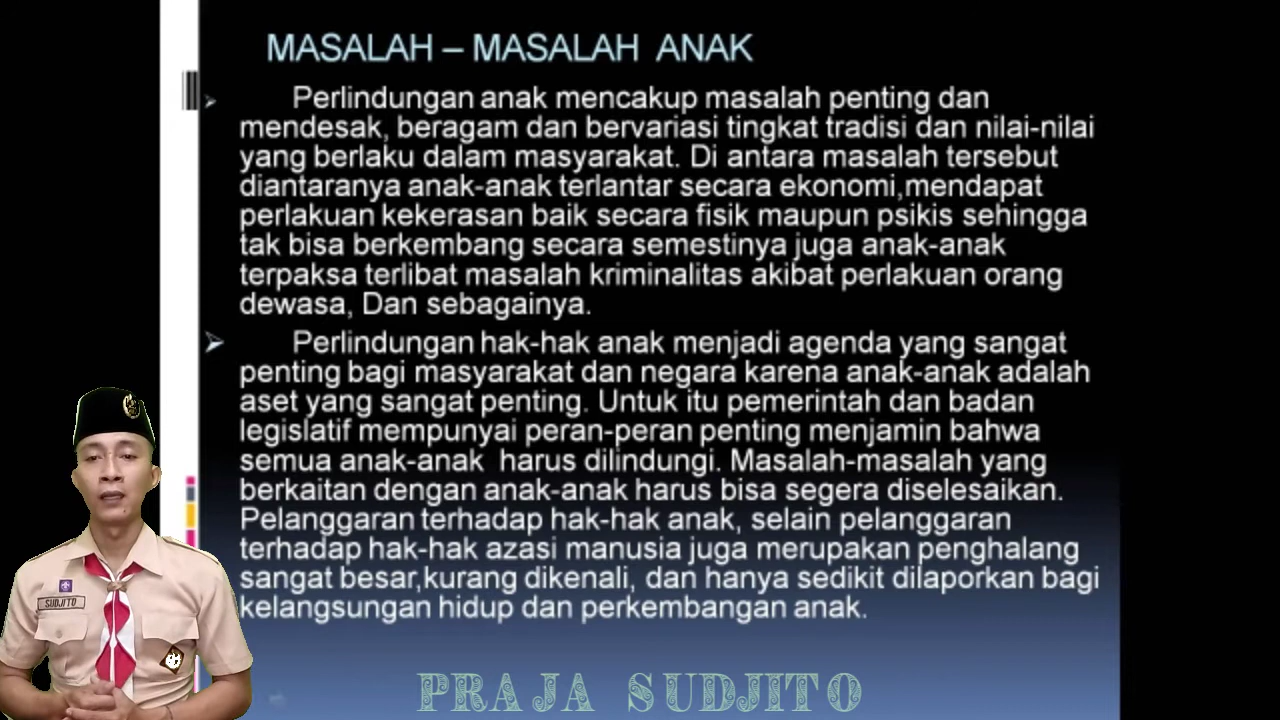 MASALAH – MASALAH ANAK
Perlindungan anak mencakup masalah penting dan
mendesak, beragam dan bervariasi tingkat tradisi dan nilai-nilai
yang berlaku dalam masyarakat. Di antara masalah tersebut
diantaranya anak-anak terlantar secara ekonomi,mendapat
perlakuan kekerasan baik secara fisik maupun psikis sehingga
tak bisa berkembang secara semestinya juga anak-anak
terpaksa terlibat masalah kriminalitas akibat perlakuan orang
dewasa, Dan sebagainya.
Perlindungan hak-hak anak menjadi agenda yang sangat
penting bagi masyarakat dan negara karena anak-anak adalah
aset yang sangat penting. Untuk itu pemerintah dan badan
legislatif mempunyai peran-peran penting menjamin bahwa
semua anak-anak harus dilindungi. Masalah-masalah yang
berkaitan dengan anak-anak harus bisa segera diselesaikan.
Pelanggaran terhadap hak-hak anak, selain pelanggaran
terhadap hak-hak azasi manusia juga merupakan penghalang
sangat besar,kurang dikenali, dan hanya sedikit dilaporkan bagi
kelangsungan hidup dan perkembangan anak.
SUDJITO
PRAJA SUDJITO